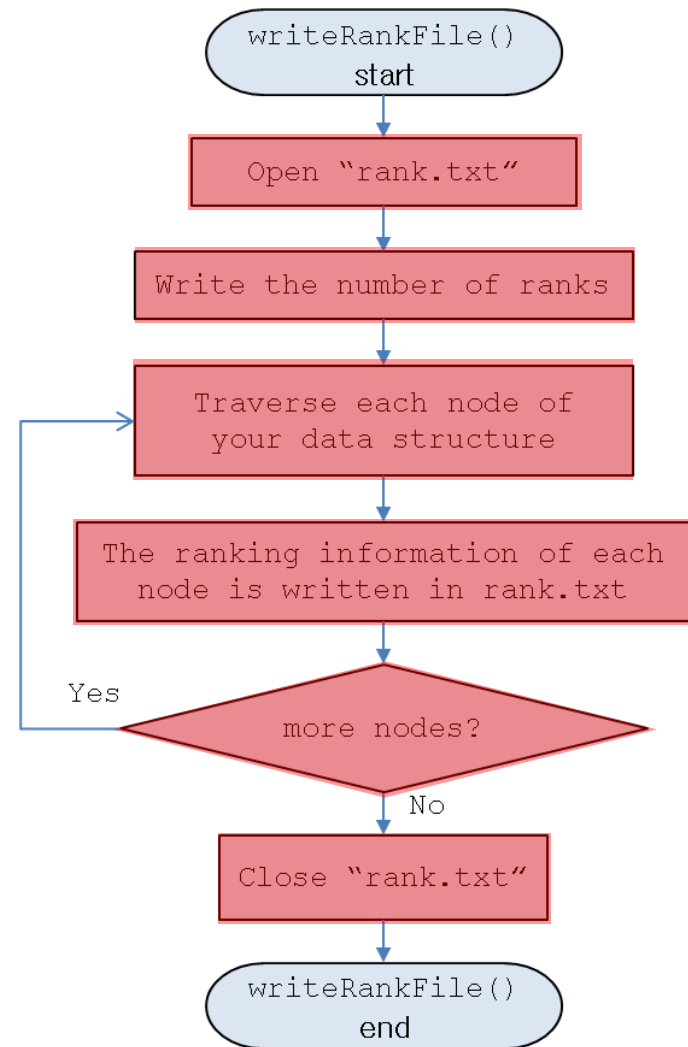 writeRankFile()
start
Open “rank.txt”
Write the number of ranks
Traverse each node of
your data structure
The ranking information of each
node is written in rank.txt
Yes
more nodes?
No
Close “rank.txt”
writeRankFile()
end